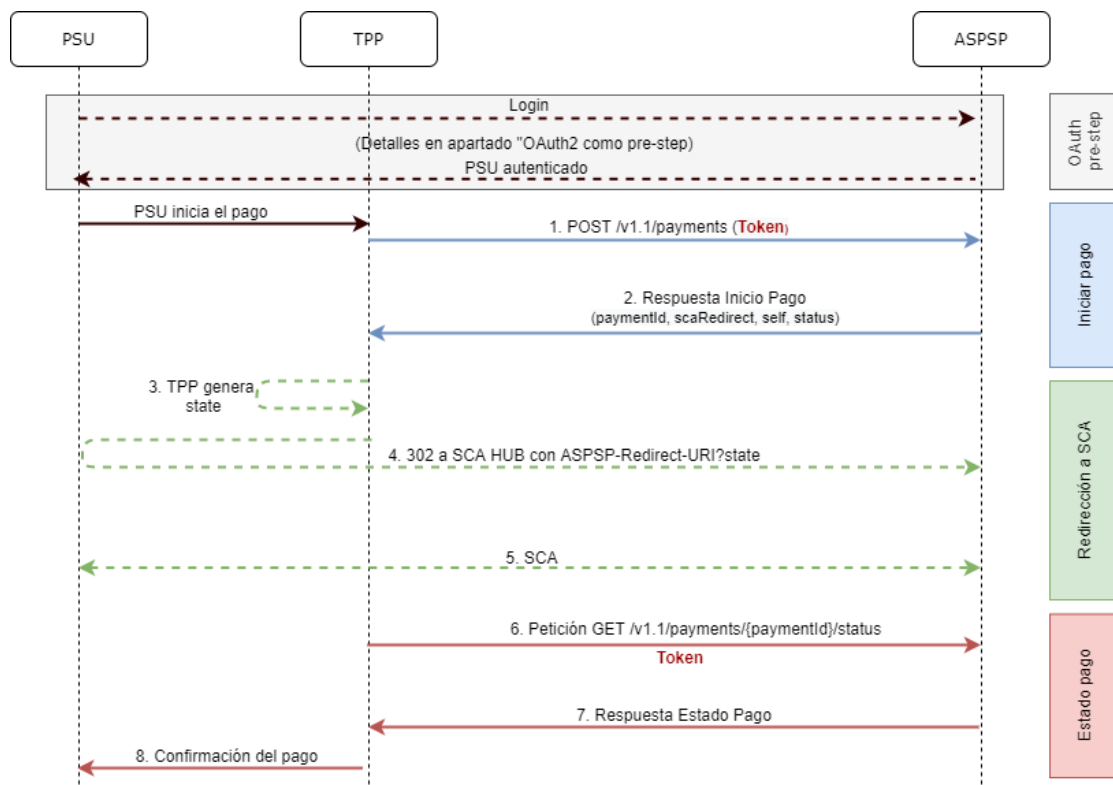 PSU
TPP
ASPSP
Login
(Detalles en apartado "OAuth2 como pre-step)
PSU autenticado
OAuth
pre-step
PSU inicia el pago
1. POST /v1.1/payments (Token)
2. Respuesta Inicio Pago
(paymentId, scaRedirect, self, status)
Iniciar pago
3. TPP genera
state
4. 302 a SCA HUB con ASPSP-Redirect-URI?state
5. SCA
Redirección a SCA
6. Petición GET /v1.1/payments/{paymentId}/status
Token
7. Respuesta Estado Pago
8. Confirmación del pago
Estado pago